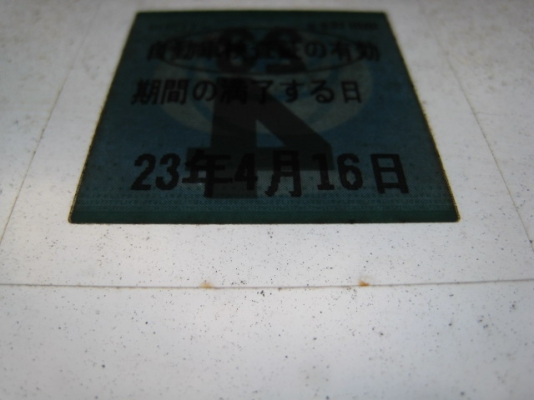 自動車検査証の有効
期間の満了する日
23年4月16日